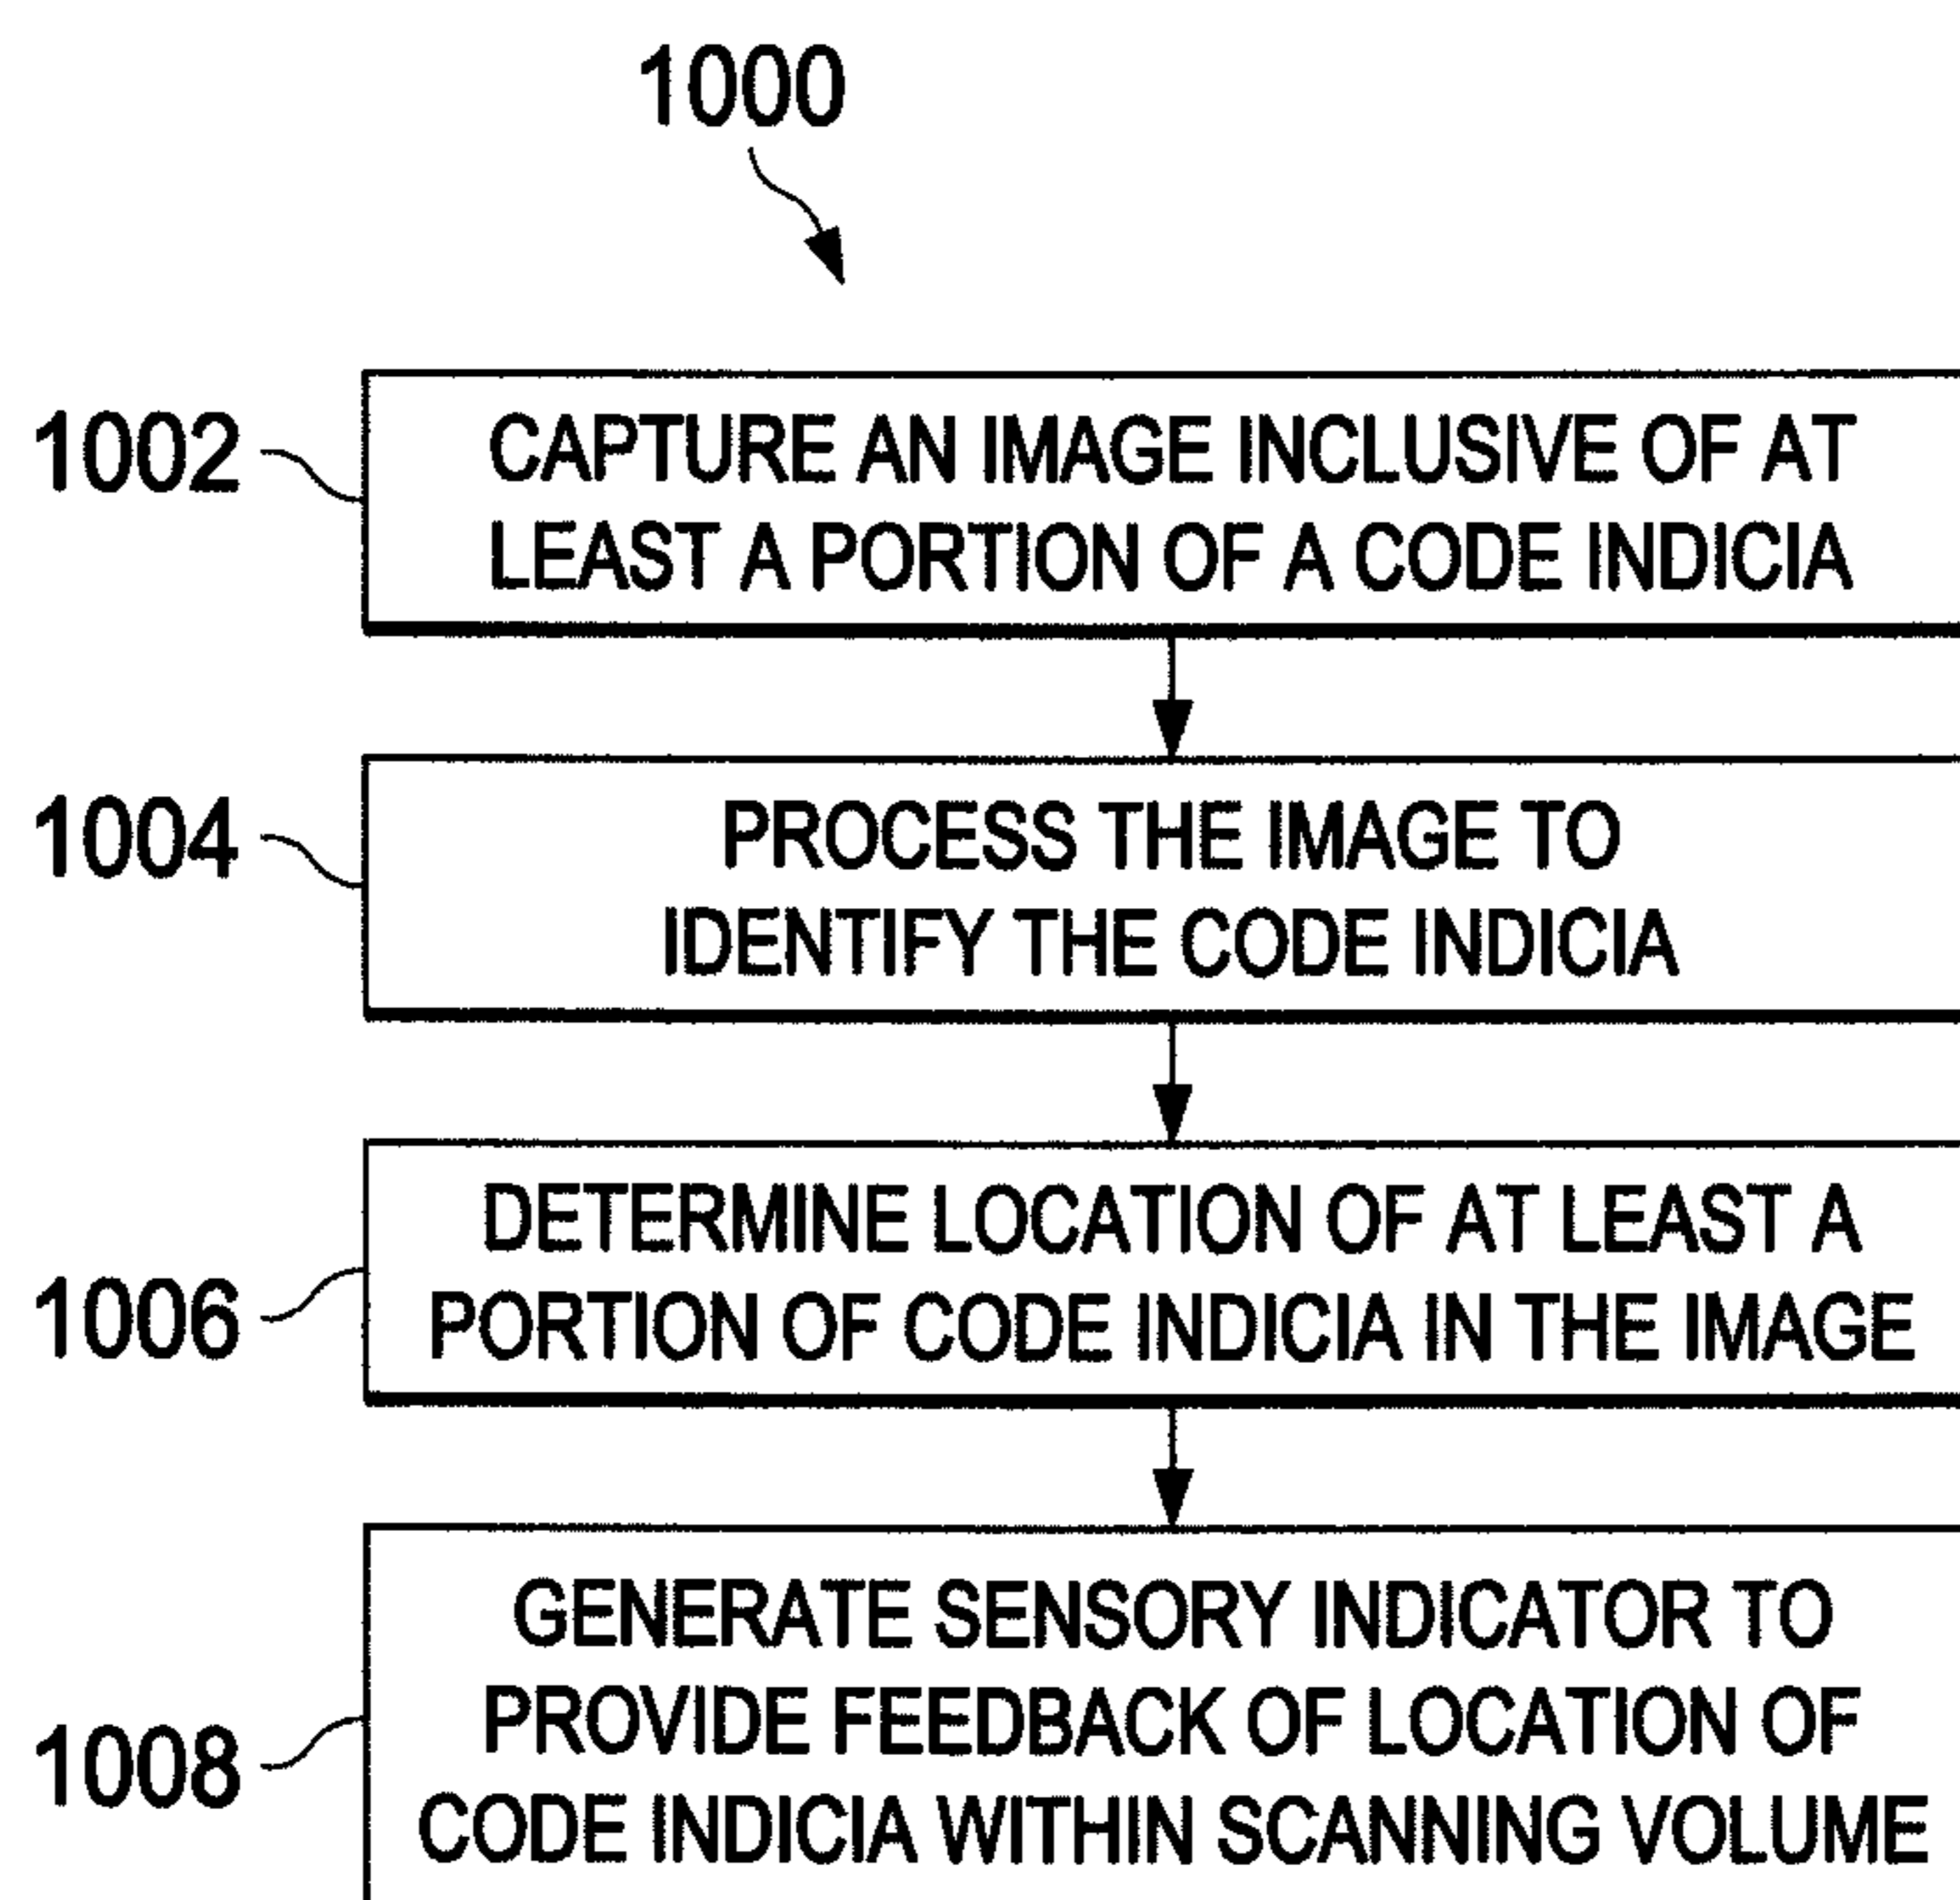 1000
1002
CAPTURE AN IMAGE INCLUSIVE OF AT
LEAST A PORTION OF A CODE INDICIA
1004
PROCESS THE IMAGE TO
IDENTIFY THE CODE INDICIA
1006
DETERMINE LOCATION OF AT LEAST A
PORTION OF CODE INDICIA IN THE IMAGE
1008
GENERATE SENSORY INDICATOR TO
PROVIDE FEEDBACK OF LOCATION OF
CODE INDICIA WITHIN SCANNING VOLUME